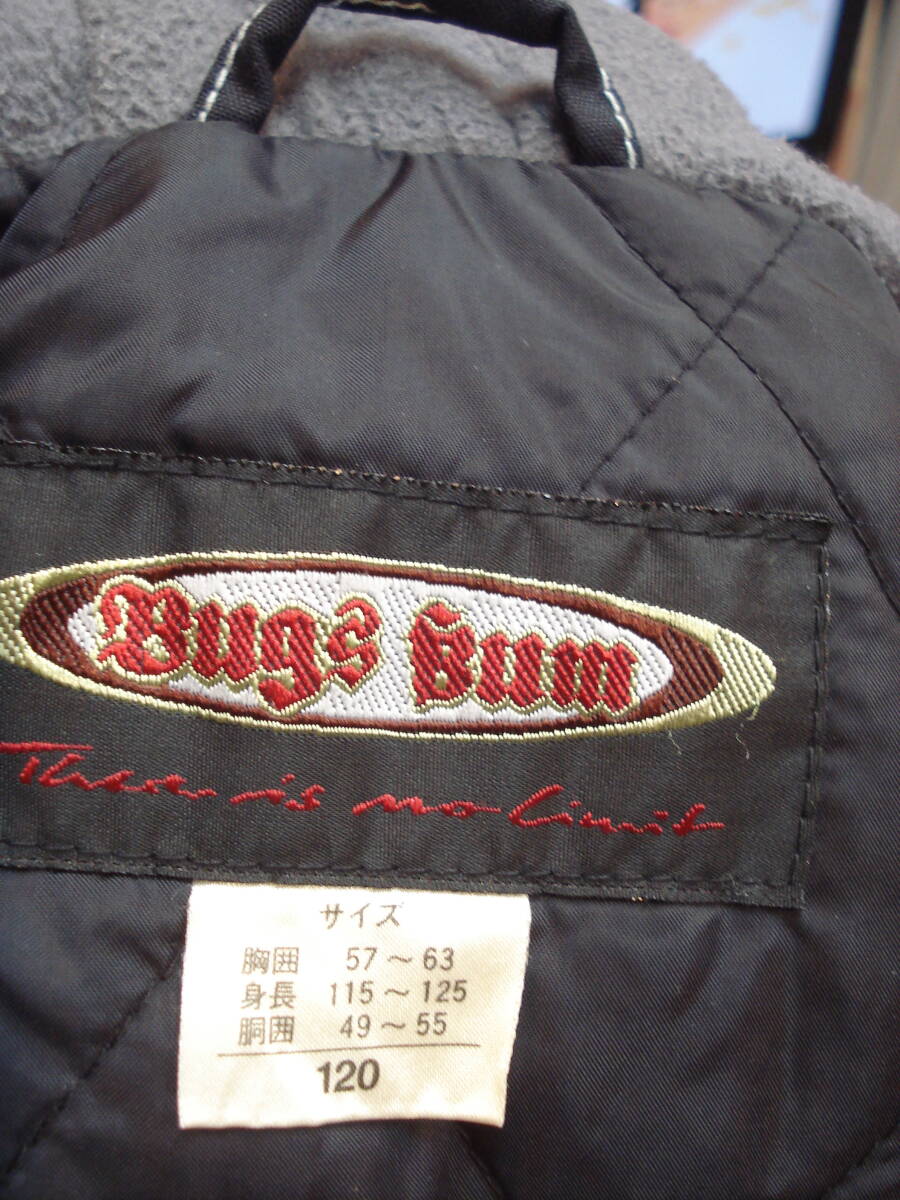 Bugs Bum
There is no limit
サイズ
胸囲 57～63
身長 115～125
胴囲 49～55
120